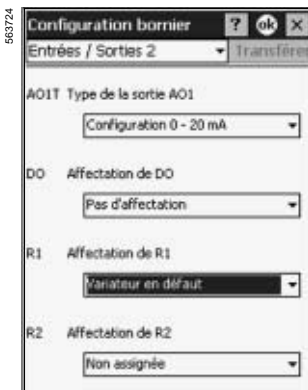 563724
Configuration bornier ? ok ×
Entrées / Sorties 2 Transférer
AO1T Type de la sortie AO1
Configuration 0 - 20 mA
DO Affectation de DO
Pas d'affectation
R1 Affectation de R1
Variateur en défaut
R2 Affectation de R2
Non assignée